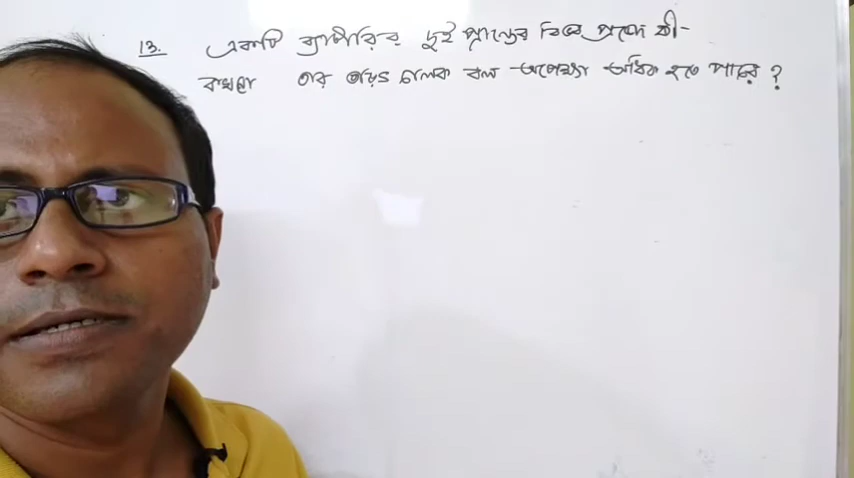 13. একটি ব্যাটারির দুই প্রান্তের বিভব প্রভেদ কী-
কখনো তার তড়িৎ চালক বল অপেক্ষা অধিক হতে পারে ?